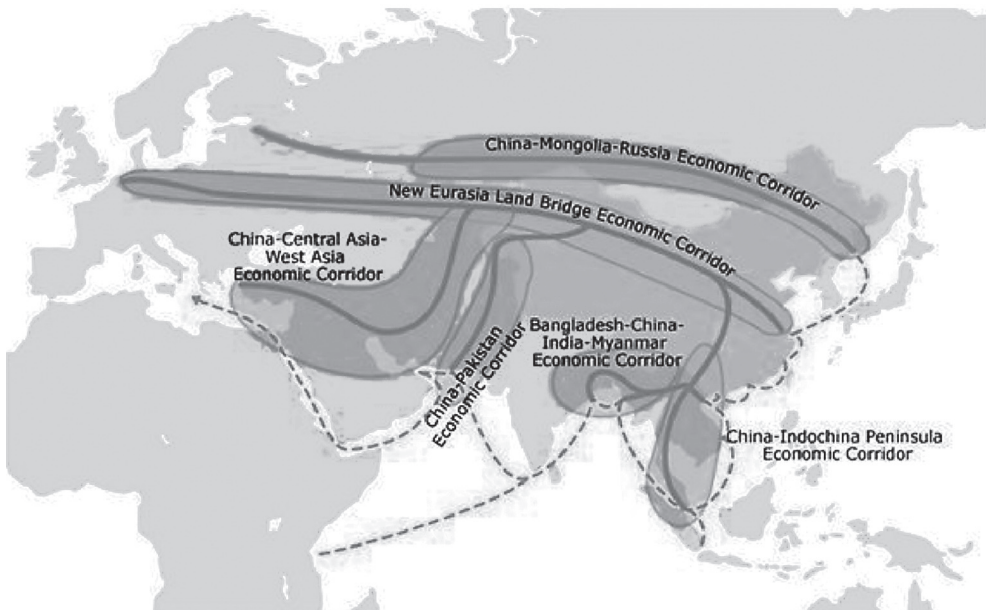 China-Mongolia-Russia Economic Corridor
New Eurasia Land Bridge Economic Corridor
China-Central Asia-
West Asia
Economic Corridor
Bangladesh-China-
India-Myanmar
Economic Corridor
China-Pakistan
Economic Corridor
China-Indochina Peninsula
Economic Corridor